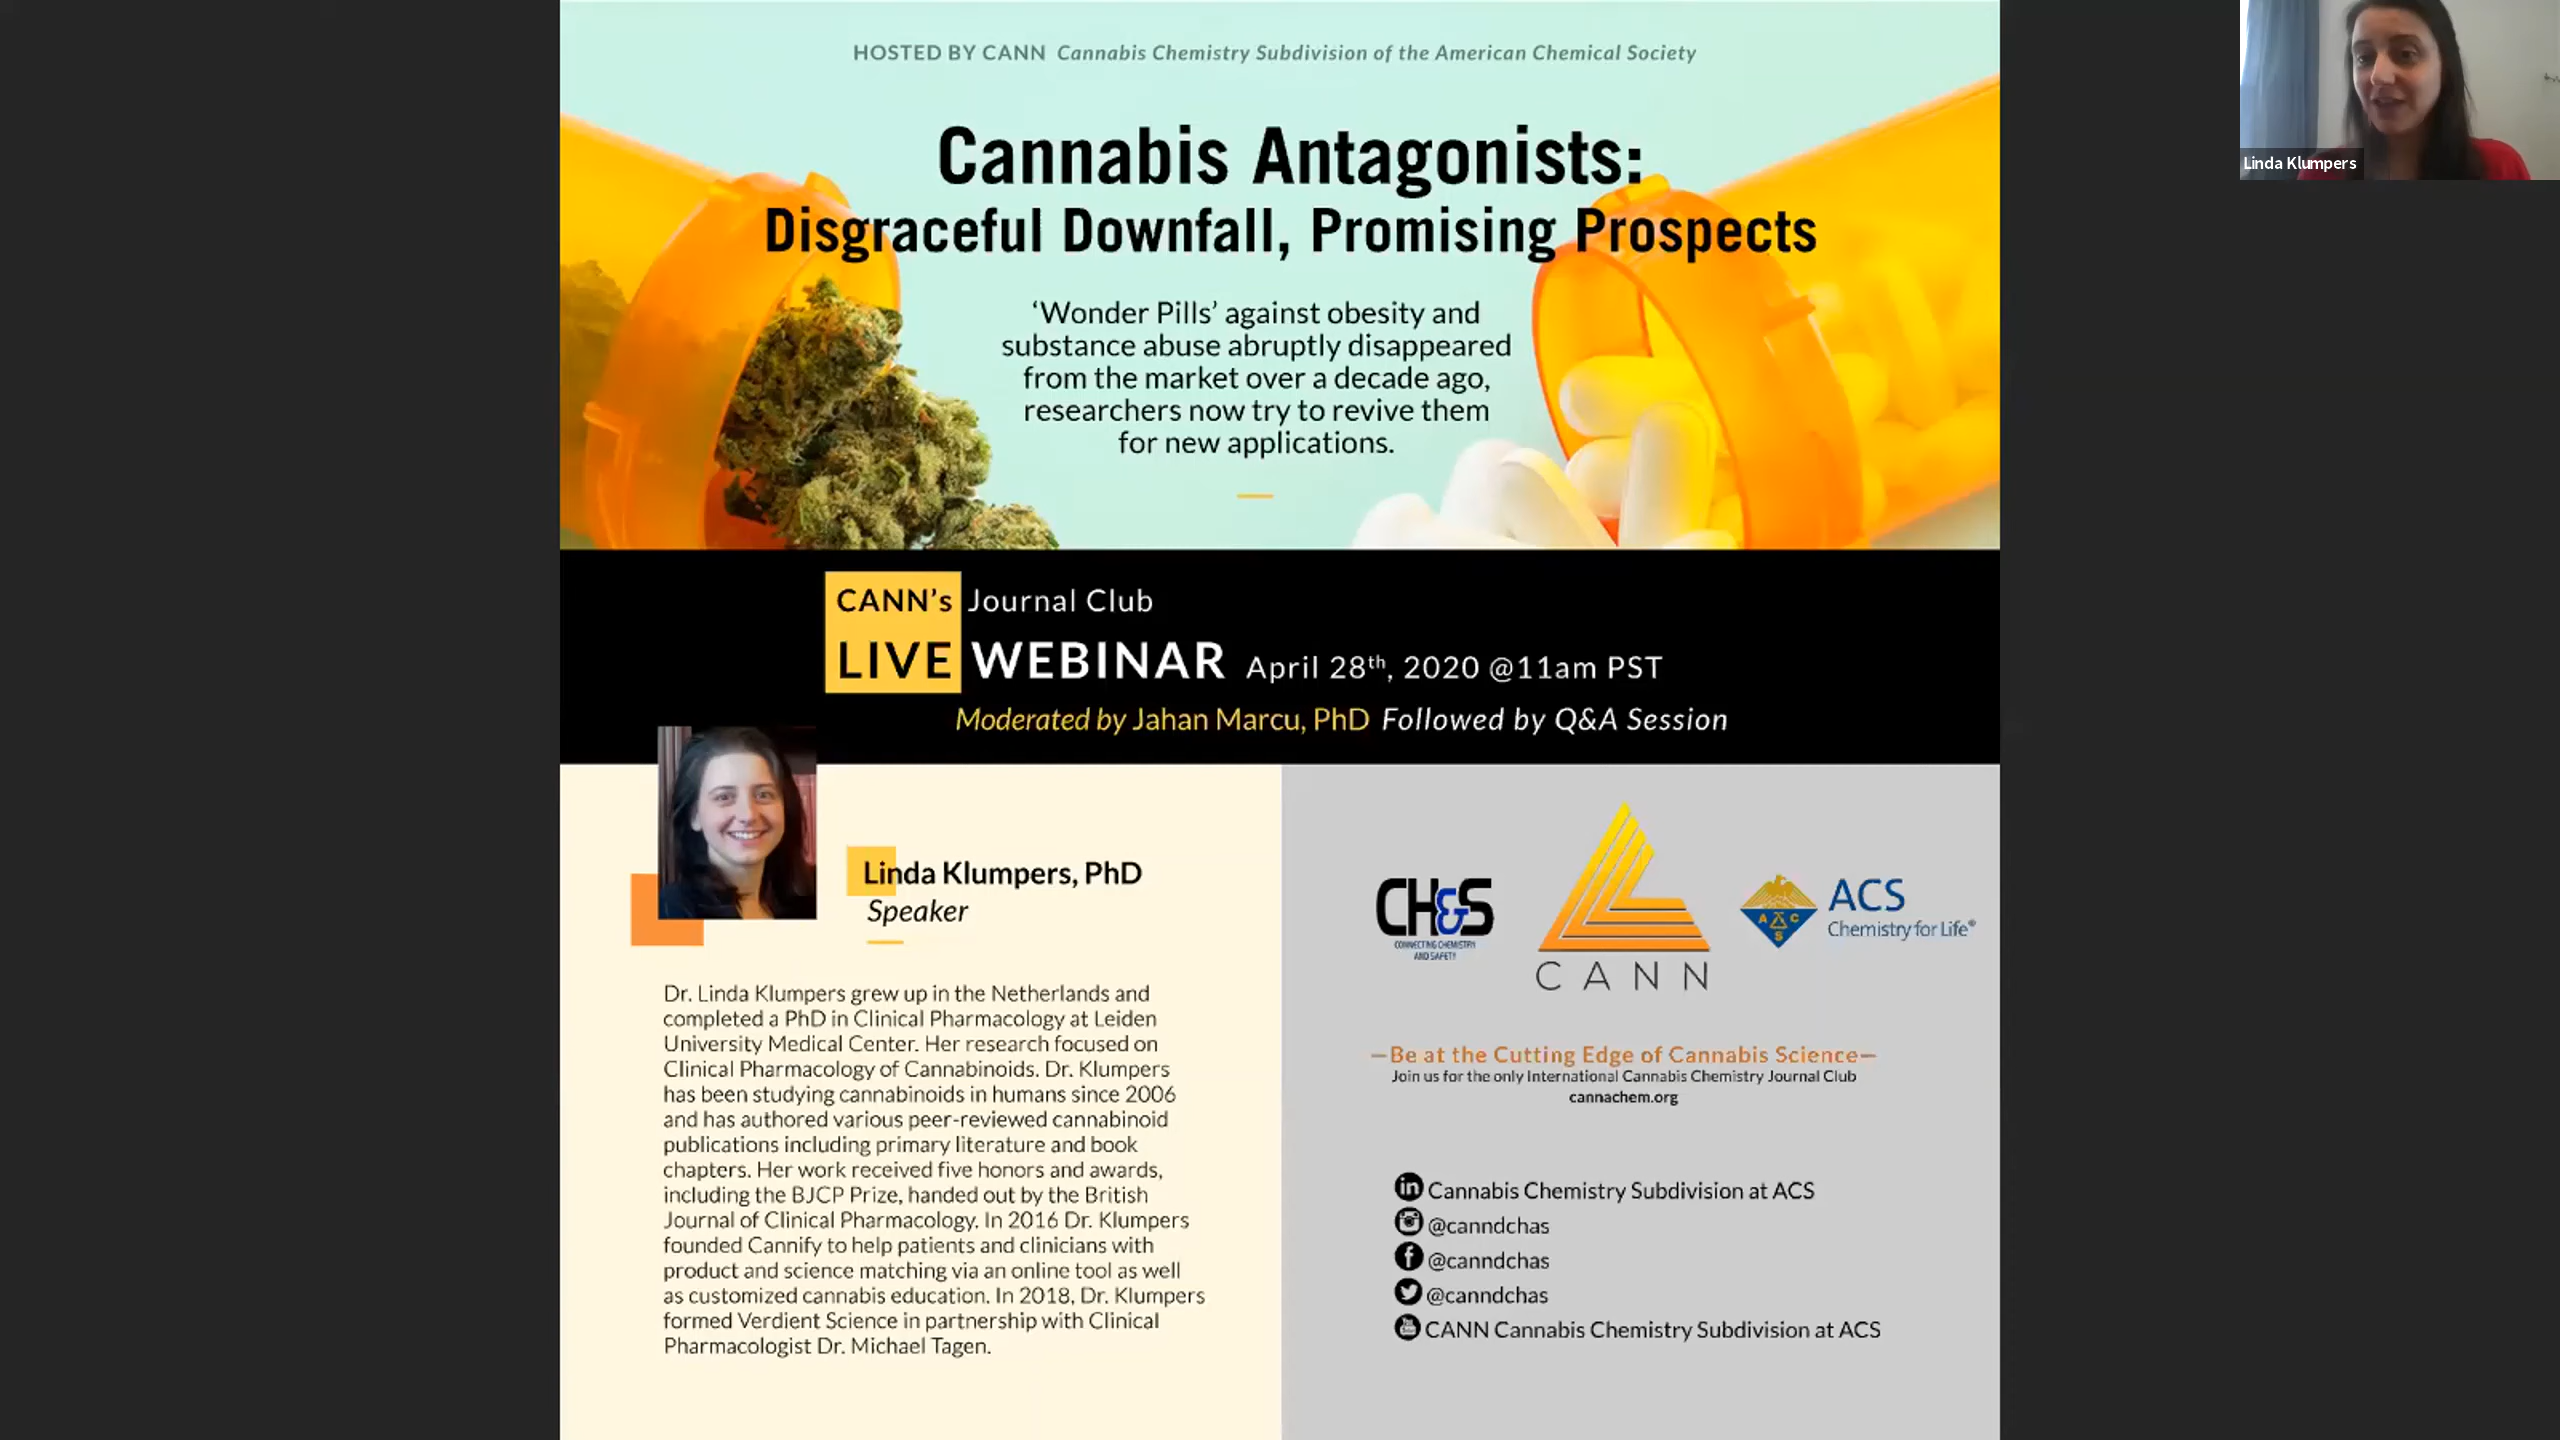 HOSTED BY CANN Cannabis Chemistry Subdivision of the American Chemical Society
Cannabis Antagonists:
Disgraceful Downfall, Promising Prospects
‘Wonder Pills’ against obesity and
substance abuse abruptly disappeared
from the market over a decade ago,
researchers now try to revive them
for new applications.
CANN's Journal Club
LIVE WEBINAR April 28th, 2020 @11am PST
Moderated by Jahan Marcu, PhD Followed by Q&A Session
Linda Klumpers, PhD
Speaker
Dr. Linda Klumpers grew up in the Netherlands and
completed a PhD in Clinical Pharmacology at Leiden
University Medical Center. Her research focused on
Clinical Pharmacology of Cannabinoids. Dr. Klumpers
has been studying cannabinoids in humans since 2006
and has authored various peer-reviewed cannabinoid
publications including primary literature and book
chapters. Her work received five honors and awards,
including the BJCP Prize, handed out by the British
Journal of Clinical Pharmacology. In 2016 Dr. Klumpers
founded Cannify to help patients and clinicians with
product and science matching via an online tool as well
as customized cannabis education. In 2018, Dr. Klumpers
formed Verdient Science in partnership with Clinical
Pharmacologist Dr. Michael Tagen.
CH&S
CONNECTING CHEMISTRY
AND SAFETY
CANN
A C
S
ACS
Chemistry for Life®
—Be at the Cutting Edge of Cannabis Science—
Join us for the only International Cannabis Chemistry Journal Club
cannachem.org
in Cannabis Chemistry Subdivision at ACS
@canndchas
f @canndchas
@canndchas
CANN Cannabis Chemistry Subdivision at ACS
Linda Klumpers